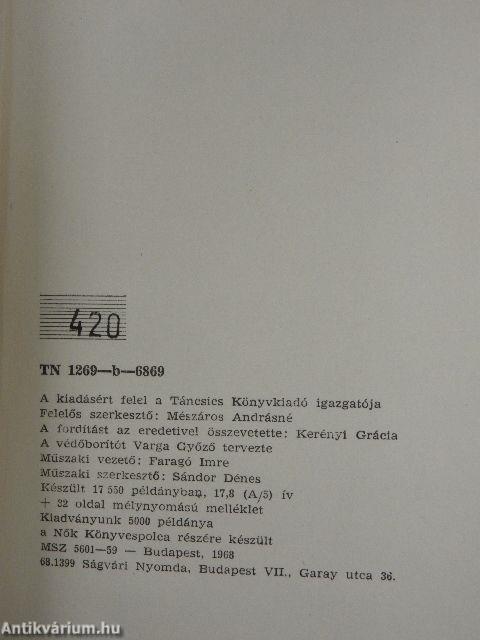 420
TN 1269—b—6869
A kiadásért felel a Táncsics Könyvkiadó igazgatója
Felelős szerkesztő: Mészáros Andrásné
A fordítást az eredetivel összevetette: Kerényi Grácia
A védőborítót Varga Győző tervezte
Műszaki vezető: Faragó Imre
Műszaki szerkesztő: Sándor Dénes
Készült 17 550 példányban, 17,8 (A/5) ív
+ 32 oldal mélynyomású melléklet
Kiadványunk 5000 példánya
a Nők Könyvespolca részére készült
MSZ 5601—59 — Budapest, 1968
68.1399 Ságvári Nyomda, Budapest VII., Garay utca 36.
Antikvárium.hu